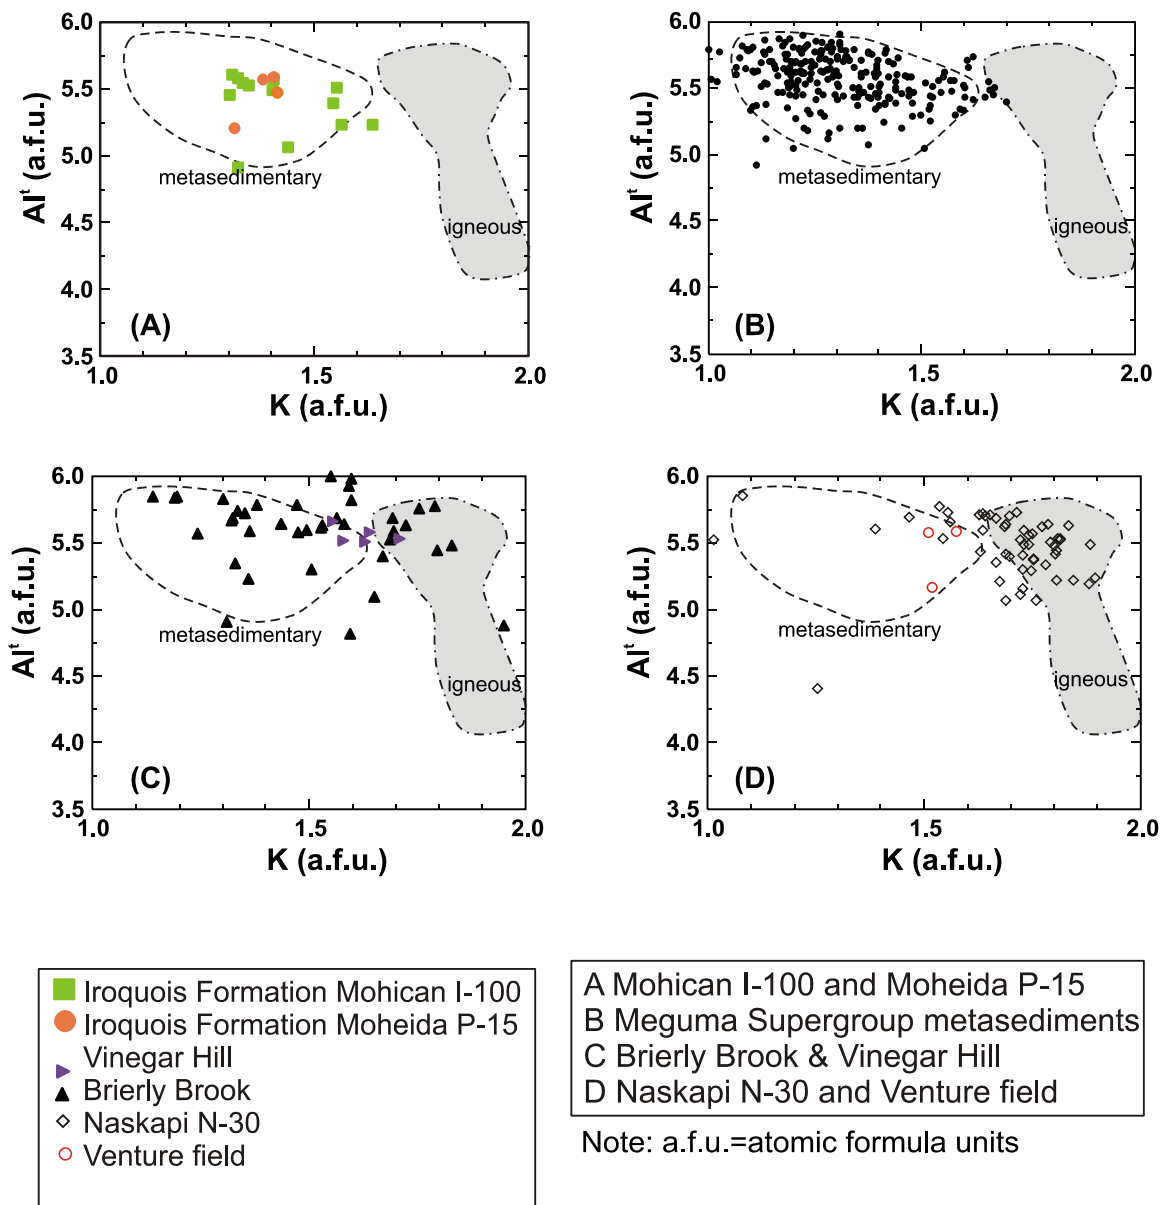 6.0
5.5
5.0
4.5
4.0
3.5
Alᵗ (a.f.u.)
metasedimentary
igneous
(A)
1.0
1.5
2.0
K (a.f.u.)
6.0
5.5
5.0
4.5
4.0
3.5
Alᵗ (a.f.u.)
metasedimentary
igneous
(B)
1.0
1.5
2.0
K (a.f.u.)
6.0
5.5
5.0
4.5
4.0
3.5
Alᵗ (a.f.u.)
metasedimentary
igneous
(C)
1.0
1.5
2.0
K (a.f.u.)
6.0
5.5
5.0
4.5
4.0
3.5
Alᵗ (a.f.u.)
metasedimentary
igneous
(D)
1.0
1.5
2.0
K (a.f.u.)
Iroquois Formation Mohican I-100
Iroquois Formation Moheida P-15
Vinegar Hill
Brierly Brook
Naskapi N-30
Venture field
A Mohican I-100 and Moheida P-15
B Meguma Supergroup metasediments
C Brierly Brook & Vinegar Hill
D Naskapi N-30 and Venture field
Note: a.f.u.=atomic formula units